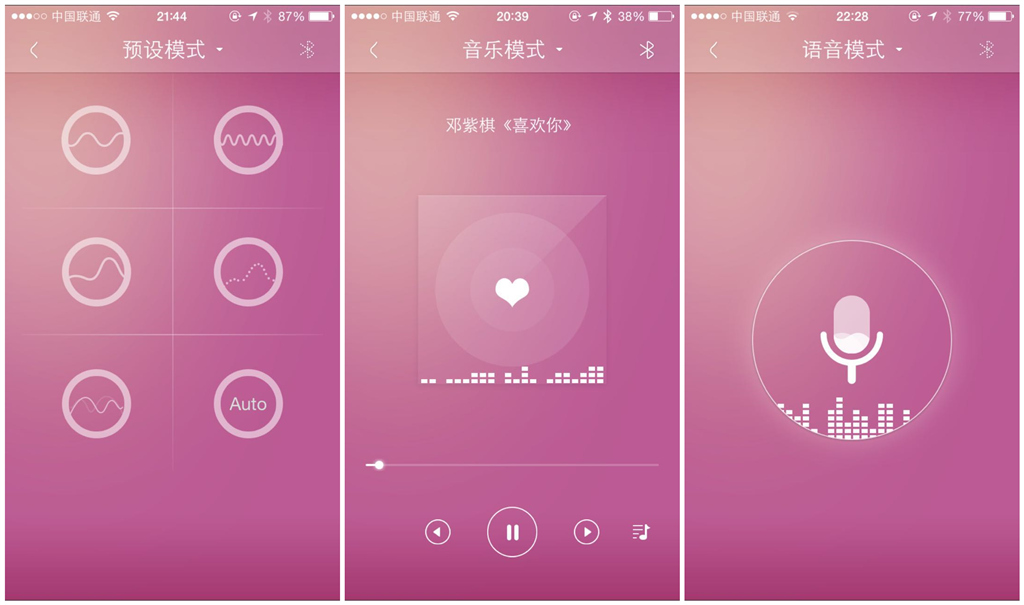 中国联通 21:44 87%
预设模式
Auto
中国联通 20:39 38%
音乐模式
邓紫棋《喜欢你》
中国联通 22:28 77%
语音模式